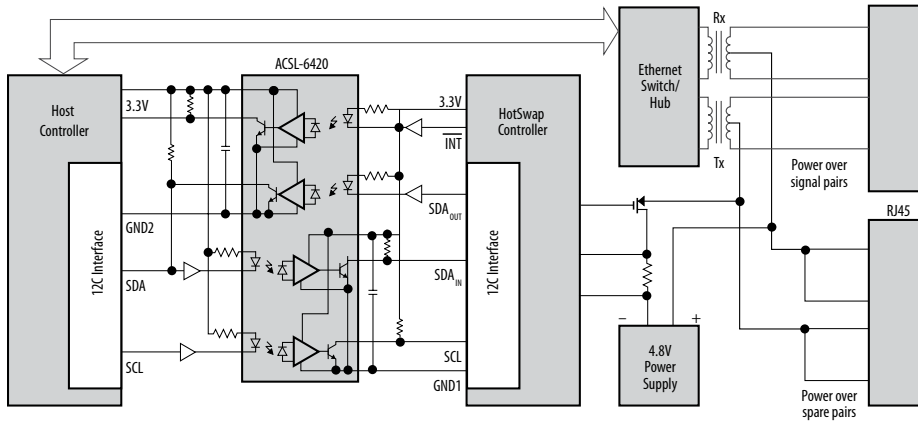 ACSL-6420
Host
Controller
3.3V
12C Interface
GND2
SDA
SCL
HotSwap
Controller
3.3V
INT
SDA OUT
12C Interface
SDA IN
SCL
GND1
Ethernet
Switch/
Hub
Rx
Tx
Power over
signal pairs
RJ45
–
+
4.8V
Power
Supply
Power over
spare pairs